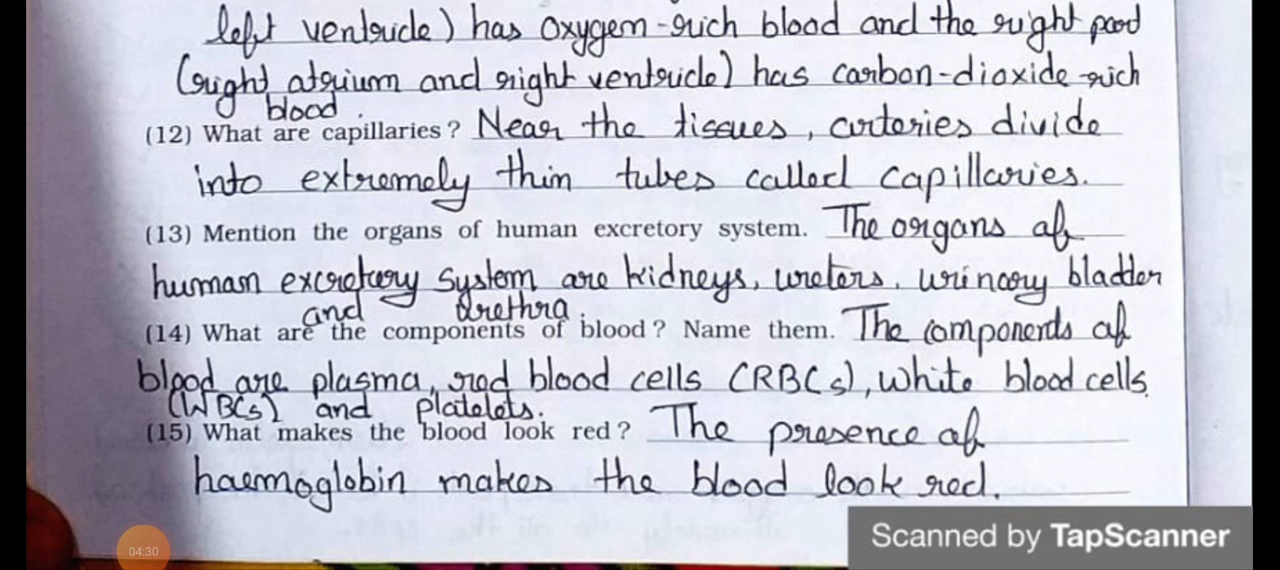 left ventricle) has oxygen-rich blood and the right part
(right atrium and right ventricle) has carbon-dioxide-rich
blood.
(12) What are capillaries? Near the tissues, arteries divide
into extremely thin tubes called capillaries.
(13) Mention the organs of human excretory system. The organs of
human excretory system are kidneys, ureters, urinary bladder
and urethra.
(14) What are the components of blood? Name them. The components of
blood are plasma, red blood cells (RBCs), White blood cells
(WBCs) and platelets.
(15) What makes the blood look red? The presence of
haemoglobin makes the blood look red.
Scanned by TapScanner
04:30